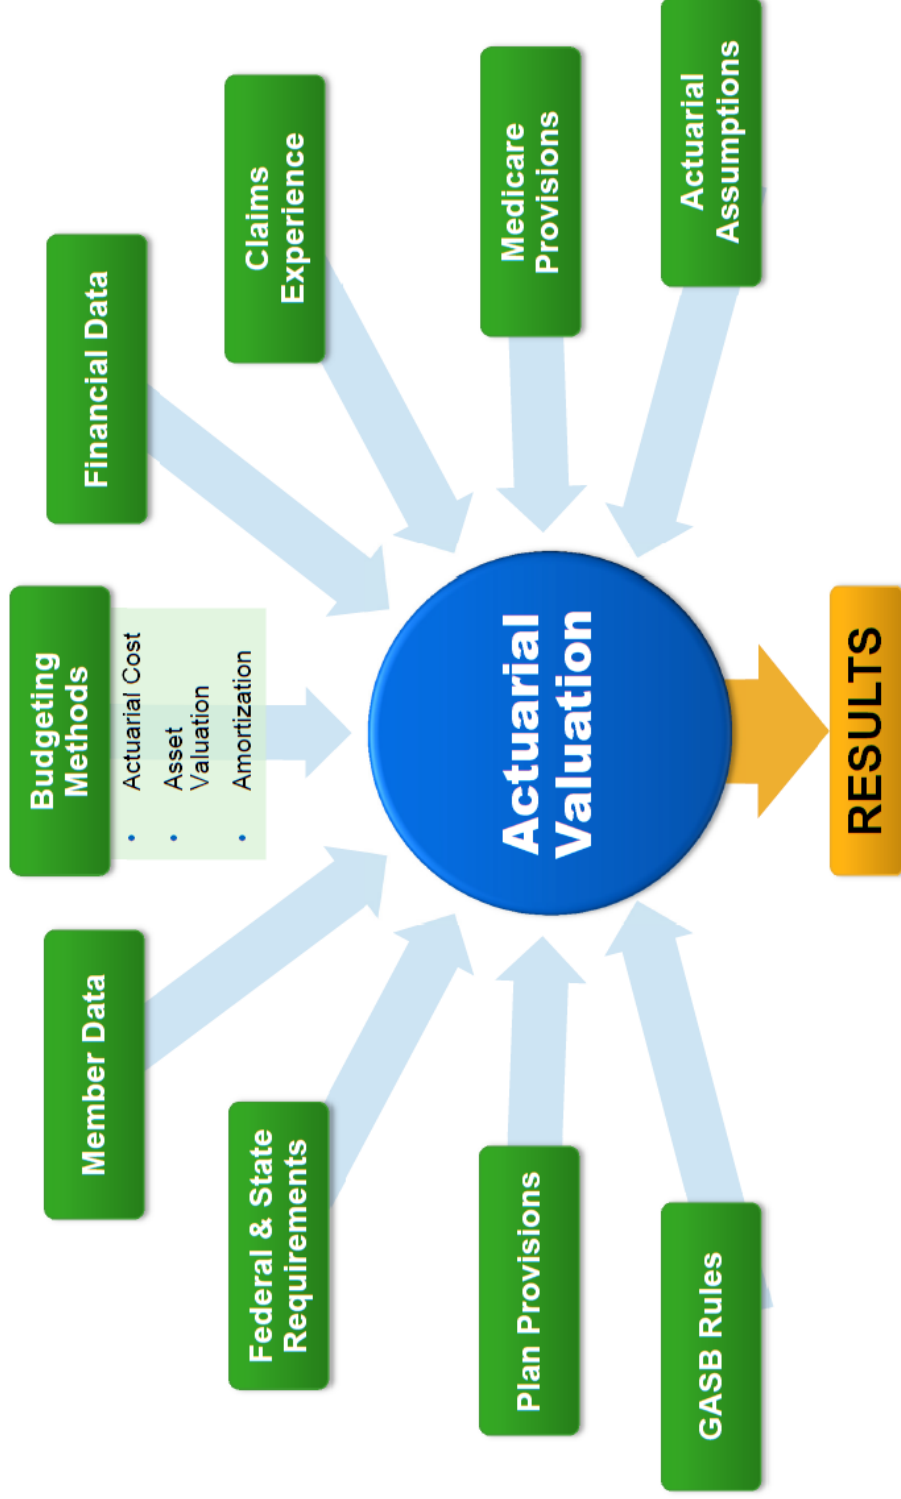 Budgeting
Methods
• Actuarial Cost
• Asset
Valuation
• Amortization
Member Data
Financial Data
Federal & State
Requirements
Claims
Experience
Plan Provisions
Medicare
Provisions
GASB Rules
Actuarial
Assumptions
Actuarial
Valuation
RESULTS